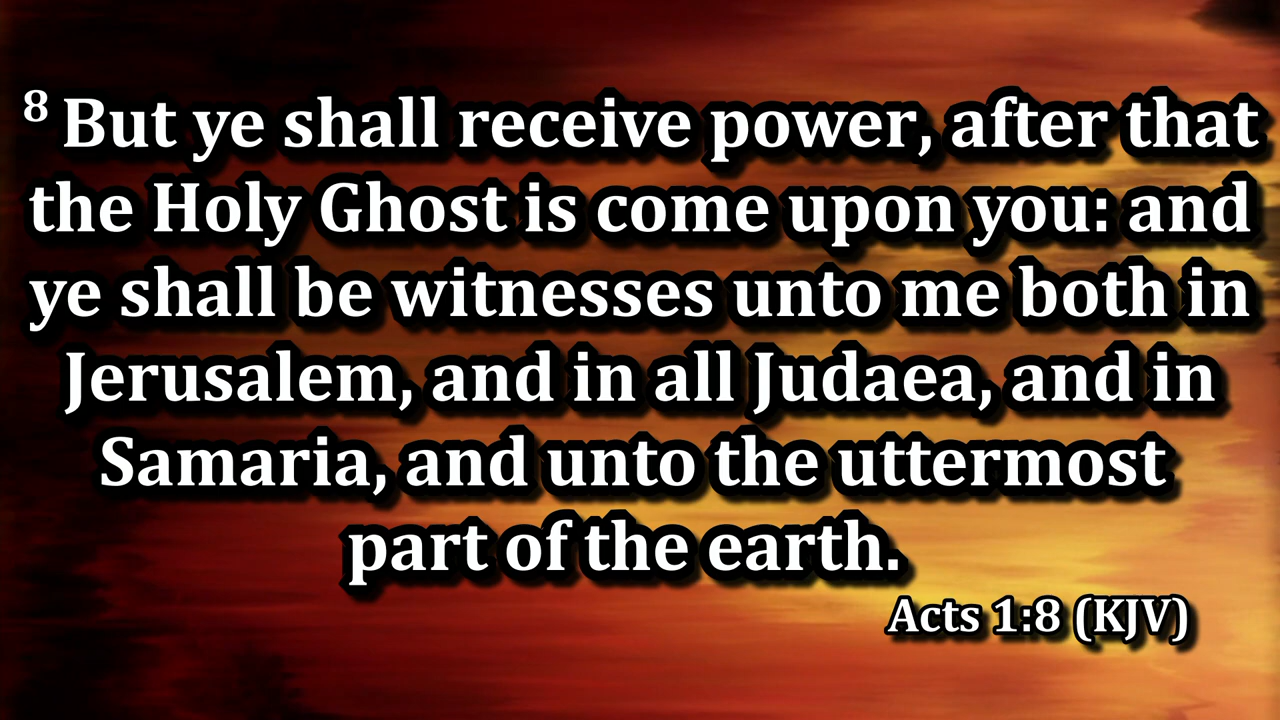 8 But ye shall receive power, after that
the Holy Ghost is come upon you: and
ye shall be witnesses unto me both in
Jerusalem, and in all Judaea, and in
Samaria, and unto the uttermost
part of the earth.
Acts 1:8 (KJV)